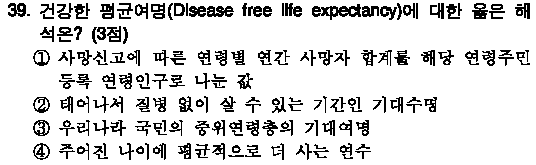 39. 건강한 평균여명(Disease free life expectancy)에 대한 옳은 해
석은? (3점)
① 사망신고에 따른 연령별 연간 사망자 합계를 해당 연령주민
등록 연령인구로 나눈 값
② 태어나서 질병 없이 살 수 있는 기간인 기대수명
③ 우리나라 국민의 중위연령층의 기대여명
④ 주어진 나이에 평균적으로 더 사는 연수